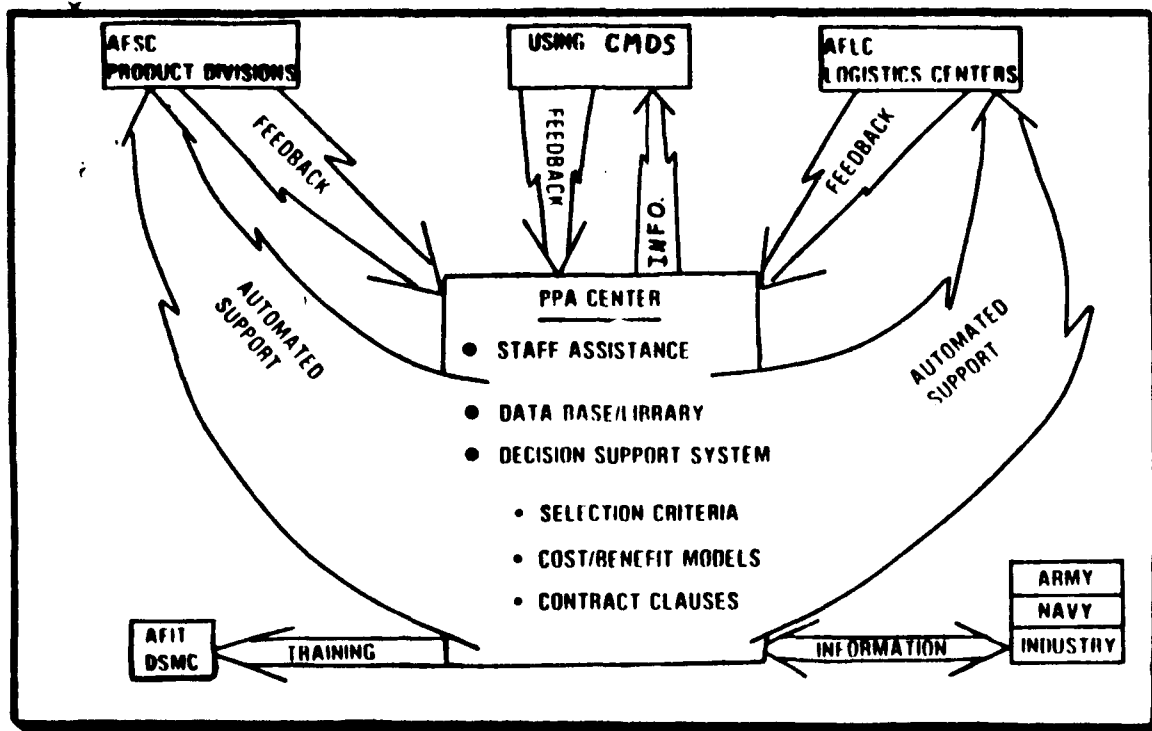 AFSC
PRODUCT DIVISIONS
USING CMDS
AFLC
LOGISTICS CENTERS
FEEDBACK
FEEDBACK
INFO.
FEEDBACK
AUTOMATED
SUPPORT
PPA CENTER
• STAFF ASSISTANCE
• DATA BASE/LIBRARY
• DECISION SUPPORT SYSTEM
• SELECTION CRITERIA
• COST/BENEFIT MODELS
• CONTRACT CLAUSES
AUTOMATED
SUPPORT
AFIT
DSMC
TRAINING
INFORMATION
ARMY
NAVY
INDUSTRY